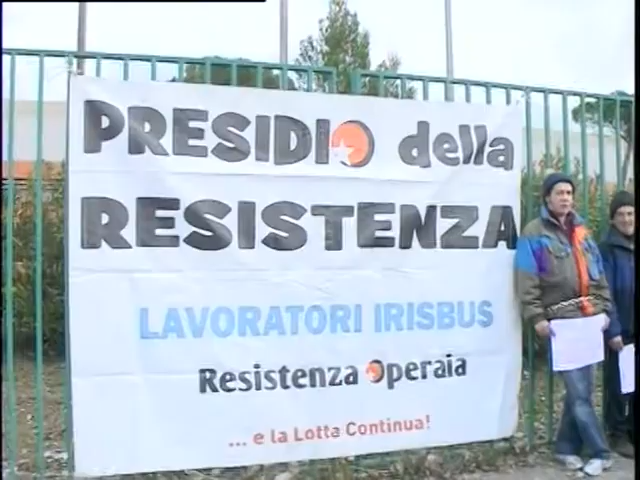 PRESIDIO della
RESISTENZA
LAVORATORI IRISBUS
Resistenza Operaia
... e la Lotta Continua!